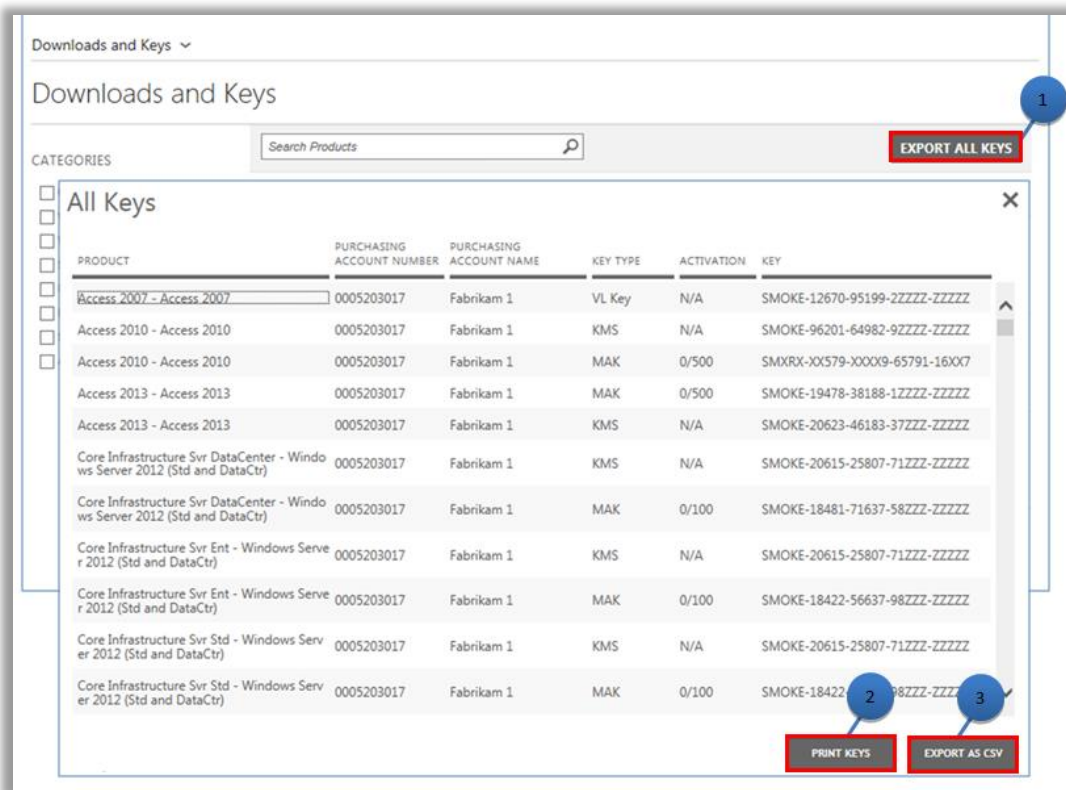 Downloads and Keys
Downloads and Keys
1
CATEGORIES
Search Products
EXPORT ALL KEYS
All Keys
PRODUCT PURCHASING ACCOUNT NUMBER PURCHASING ACCOUNT NAME KEY TYPE ACTIVATION KEY
Access 2007 - Access 2007 0005203017 Fabrikam 1 VL Key N/A SMOKE-12670-95199-2ZZZZ-ZZZZZ
Access 2010 - Access 2010 0005203017 Fabrikam 1 KMS N/A SMOKE-96201-64982-9ZZZZ-ZZZZZ
Access 2010 - Access 2010 0005203017 Fabrikam 1 MAK 0/500 SMXRX-XX579-XXXX9-65791-16XX7
Access 2013 - Access 2013 0005203017 Fabrikam 1 MAK 0/500 SMOKE-19478-38188-1ZZZZ-ZZZZZ
Access 2013 - Access 2013 0005203017 Fabrikam 1 KMS N/A SMOKE-20623-46183-37ZZZ-ZZZZZ
Core Infrastructure Svr DataCenter - Windo
ws Server 2012 (Std and DataCtr) 0005203017 Fabrikam 1 KMS N/A SMOKE-20615-25807-71ZZZ-ZZZZZ
Core Infrastructure Svr DataCenter - Windo
ws Server 2012 (Std and DataCtr) 0005203017 Fabrikam 1 MAK 0/100 SMOKE-18481-71637-58ZZZ-ZZZZZ
Core Infrastructure Svr Ent - Windows Serve
r 2012 (Std and DataCtr) 0005203017 Fabrikam 1 KMS N/A SMOKE-20615-25807-71ZZZ-ZZZZZ
Core Infrastructure Svr Ent - Windows Serve
r 2012 (Std and DataCtr) 0005203017 Fabrikam 1 MAK 0/100 SMOKE-18422-56637-98ZZZ-ZZZZZ
Core Infrastructure Svr Std - Windows Serv
er 2012 (Std and DataCtr) 0005203017 Fabrikam 1 KMS N/A SMOKE-20615-25807-71ZZZ-ZZZZZ
Core Infrastructure Svr Std - Windows Serv
er 2012 (Std and DataCtr) 0005203017 Fabrikam 1 MAK 0/100
2 3
PRINT KEYS EXPORT AS CSV